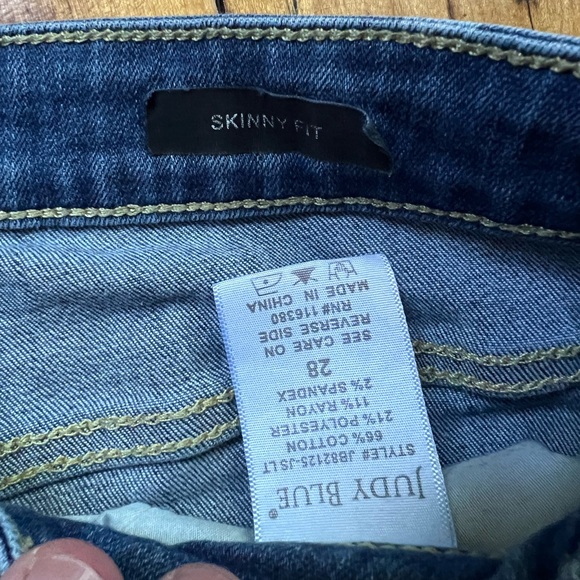 SKINNY FIT
JUDY BLUE®
STYLE# JB82125-JSLT
66% COTTON
21% POLYESTER
11% RAYON
2% SPANDEX
28
SEE CARE ON
REVERSE SIDE
RN# 116380
MADE IN CHINA